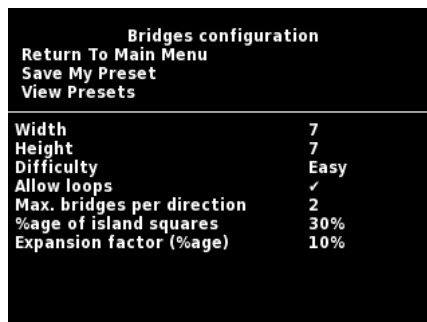 Bridges configuration
Return To Main Menu
Save My Preset
View Presets
Width 7
Height 7
Difficulty Easy
Allow loops ✔
Max. bridges per direction 2
%age of island squares 30%
Expansion factor (%age) 10%